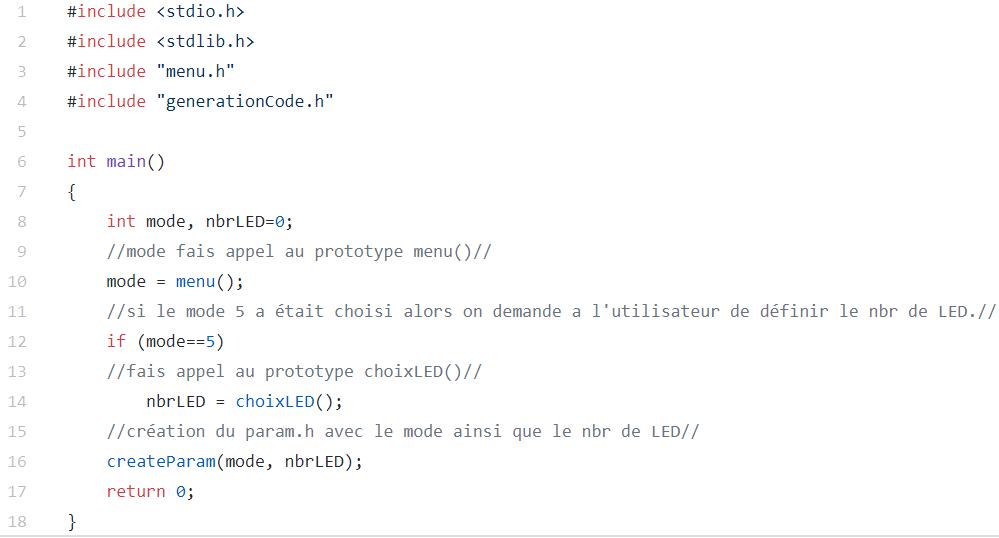 1 #include <stdio.h>
2 #include <stdlib.h>
3 #include "menu.h"
4 #include "generationCode.h"
5
6 int main()
7 {
8     int mode, nbrLED=0;
9     //mode fais appel au prototype menu()//
10     mode = menu();
11     //si le mode 5 a était choisi alors on demande a l'utilisateur de définir le nbr de LED.//
12     if (mode==5)
13     //fais appel au prototype choixLED()//
14         nbrLED = choixLED();
15     //création du param.h avec le mode ainsi que le nbr de LED//
16     createParam(mode, nbrLED);
17     return 0;
18 }